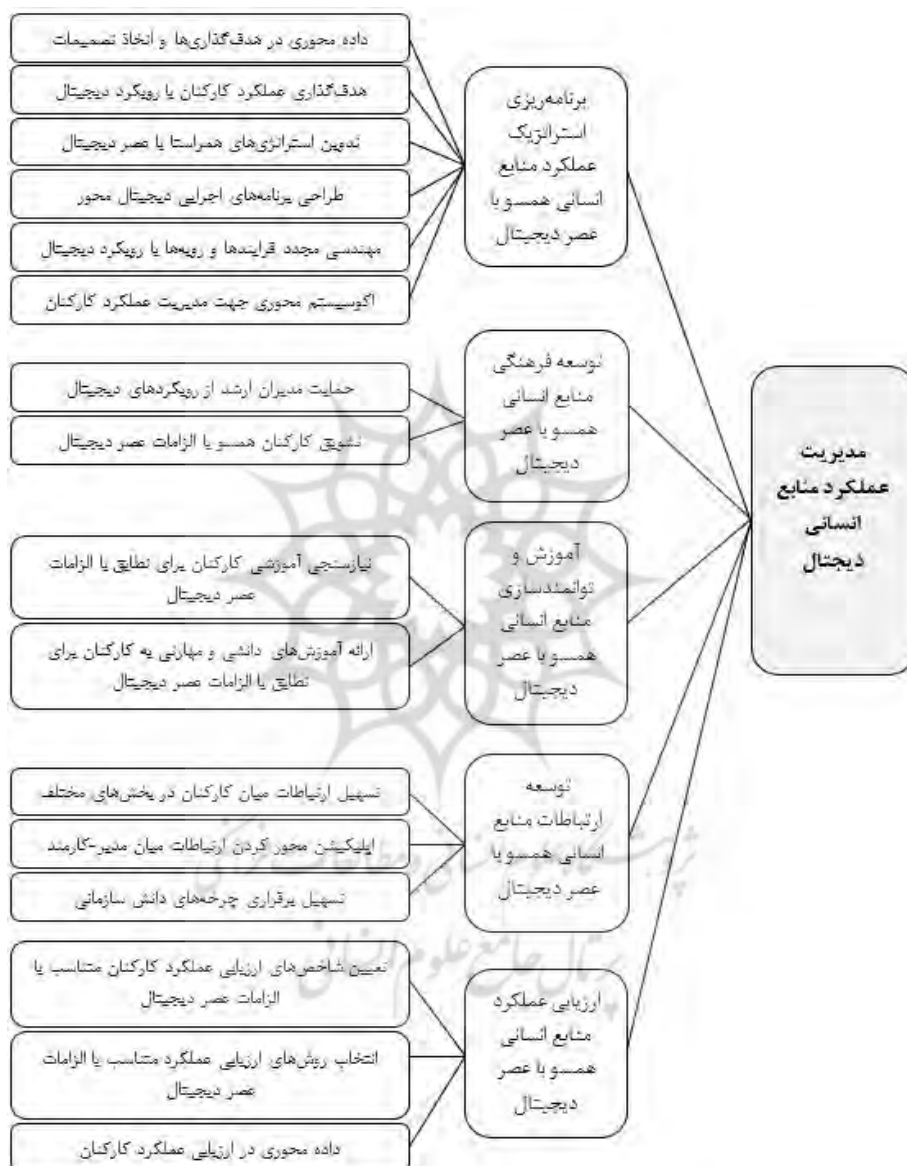 مدیریت
عملکرد منابع
انسانی
دیجتال
برنامه‌ریزی
استراتژیک
عملکرد منابع
انسانی همسو با
عصر دیجیتال
داده محوری در هدف‌گذاری‌ها و اتخاذ تصمیمات
هدف‌گذاری عملکرد کارکنان با رویکرد دیجیتال
تدوین استراتژی‌های همراستا با عصر دیجیتال
طراحی برنامه‌های اجرایی دیجیتال محور
مهندسی مجدد فرایندها و رویه‌ها با رویکرد دیجیتال
اکوسیستم محوری جهت مدیریت عملکرد کارکنان
توسعه فرهنگی
منابع انسانی
همسو با عصر
دیجیتال
حمایت مدیران ارشد از رویکردهای دیجیتال
تشویق کارکنان همسو با الزامات عصر دیجیتال
آموزش و
توانمندسازی
منابع انسانی
همسو با عصر
دیجیتال
نیازسنجی آموزشی کارکنان برای تطابق با الزامات
عصر دیجیتال
ارائه آموزش‌های دانشی و مهارتی به کارکنان برای
تطابق با الزامات عصر دیجیتال
توسعه
ارتباطات منابع
انسانی همسو با
عصر دیجیتال
تسهیل ارتباطات میان کارکنان در بخش‌های مختلف
اپلیکیشن محور کردن ارتباطات میان مدیر-کارمند
تسهیل برقراری چرخه‌های دانش سازمانی
ارزیابی عملکرد
منابع انسانی
همسو با عصر
دیجیتال
تعیین شاخص‌های ارزیابی عملکرد کارکنان متناسب با
الزامات عصر دیجیتال
انتخاب روش‌های ارزیابی عملکرد متناسب با الزامات
عصر دیجیتال
داده محوری در ارزیابی عملکرد کارکنان
پژوهشگاه علوم انسانی و مطالعات فرهنگی
پرتال جامع علوم انسانی